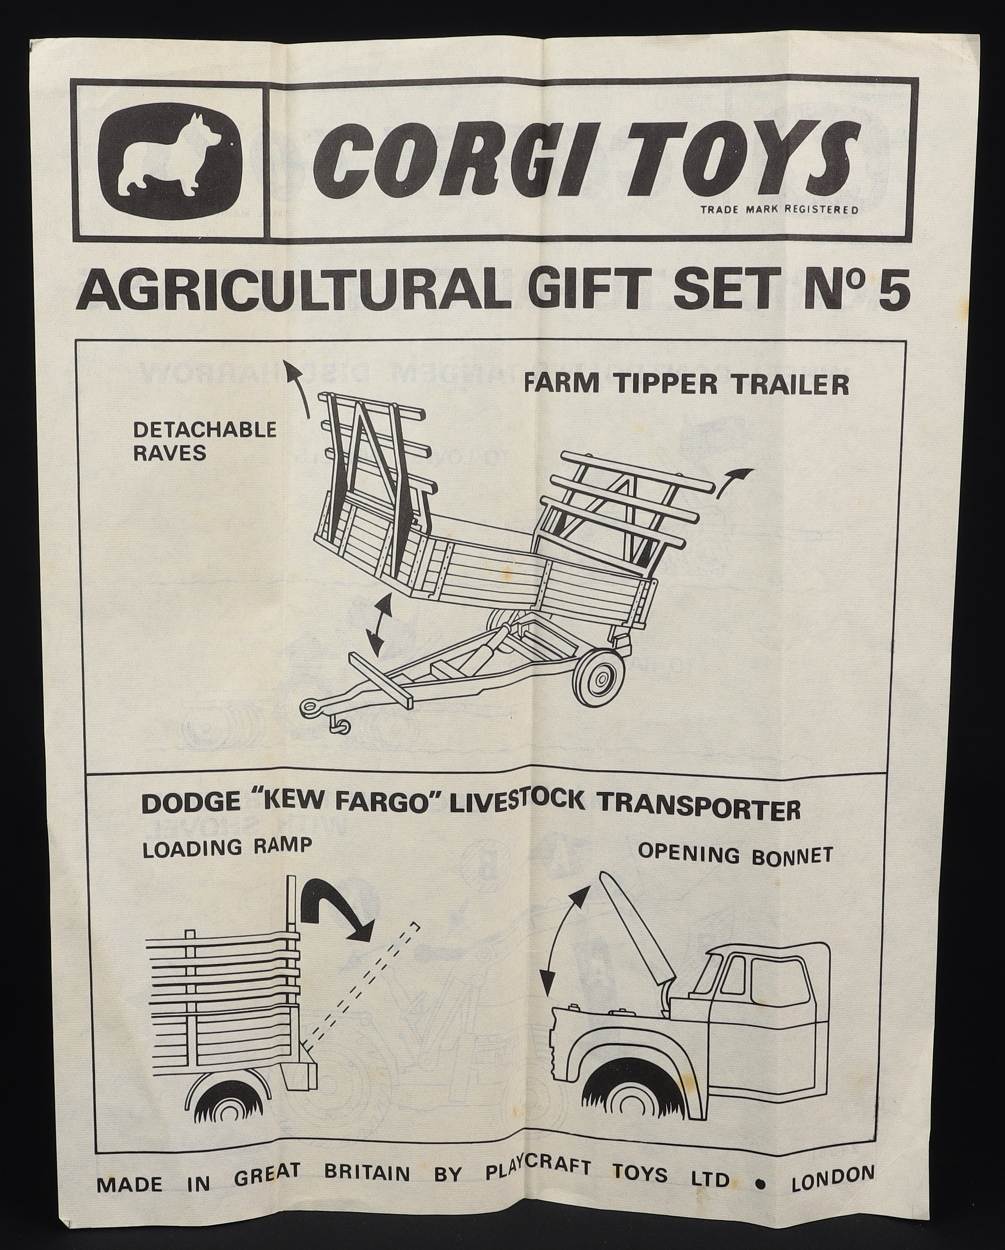 CORGI TOYS
TRADE MARK REGISTERED
AGRICULTURAL GIFT SET Nº 5
FARM TIPPER TRAILER
DETACHABLE
RAVES
DODGE "KEW FARGO" LIVESTOCK TRANSPORTER
LOADING RAMP
OPENING BONNET
MADE IN GREAT BRITAIN BY PLAYCRAFT TOYS LTD • LONDON